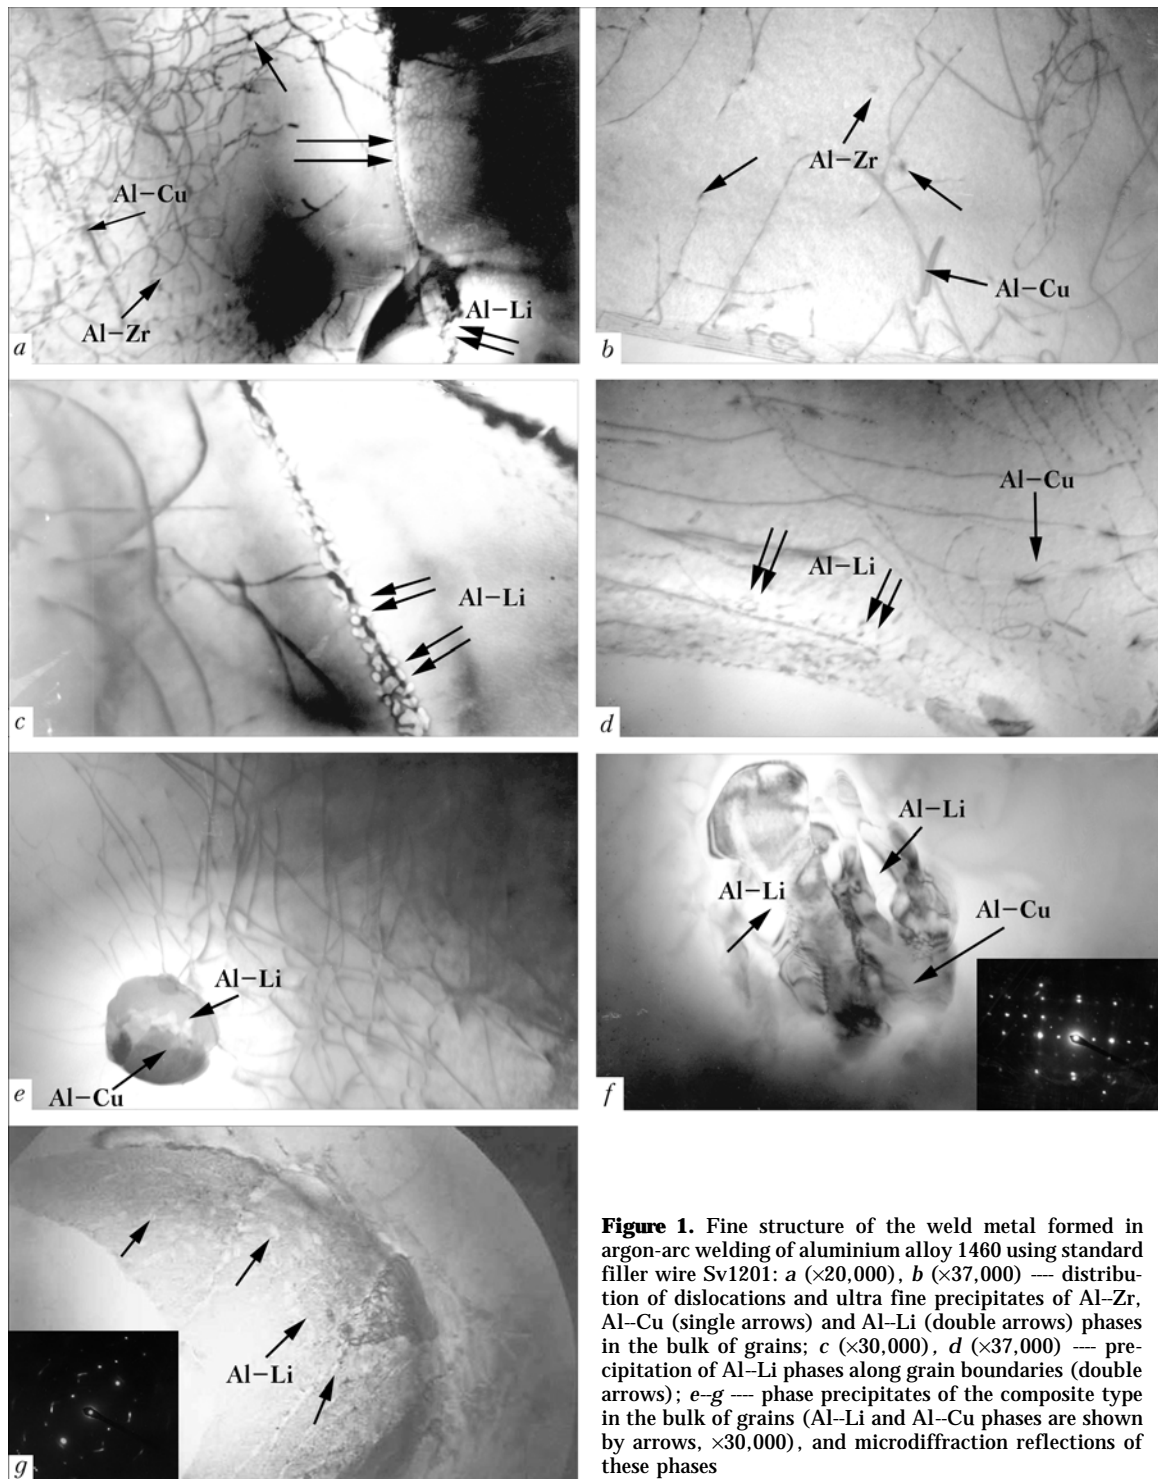 Al–Cu
Al–Zr
Al–Li
a
Al–Zr
Al–Cu
b
Al–Li
c
Al–Cu
Al–Li
d
Al–Li
Al–Cu
e
Al–Li
Al–Li
Al–Cu
f
Al–Li
g
Figure 1. Fine structure of the weld metal formed in
argon-arc welding of aluminium alloy 1460 using standard
filler wire Sv1201: a (×20,000), b (×37,000) ---- distribu-
tion of dislocations and ultra fine precipitates of Al--Zr,
Al--Cu (single arrows) and Al--Li (double arrows) phases
in the bulk of grains; c (×30,000), d (×37,000) ---- pre-
cipitation of Al--Li phases along grain boundaries (double
arrows); e--g ---- phase precipitates of the composite type
in the bulk of grains (Al--Li and Al--Cu phases are shown
by arrows, ×30,000), and microdiffraction reflections of
these phases